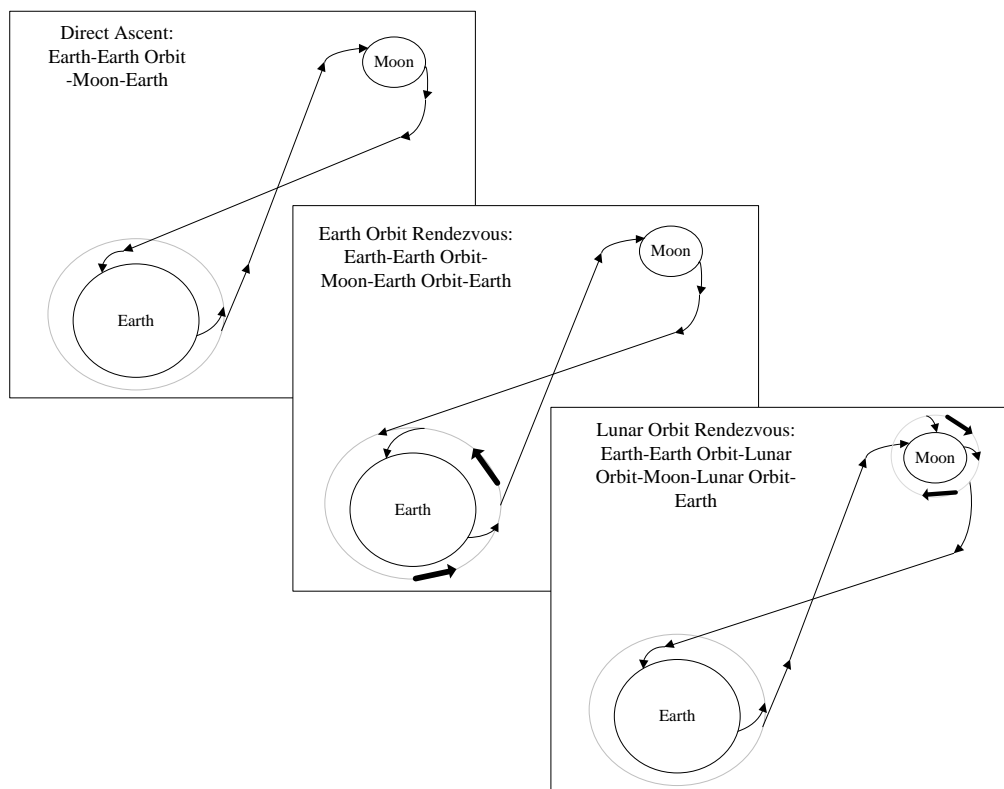 Direct Ascent:
Earth-Earth Orbit
-Moon-Earth
Moon
Earth
Earth Orbit Rendezvous:
Earth-Earth Orbit-
Moon-Earth Orbit-Earth
Moon
Earth
Lunar Orbit Rendezvous:
Earth-Earth Orbit-Lunar
Orbit-Moon-Lunar Orbit-
Earth
Moon
Earth